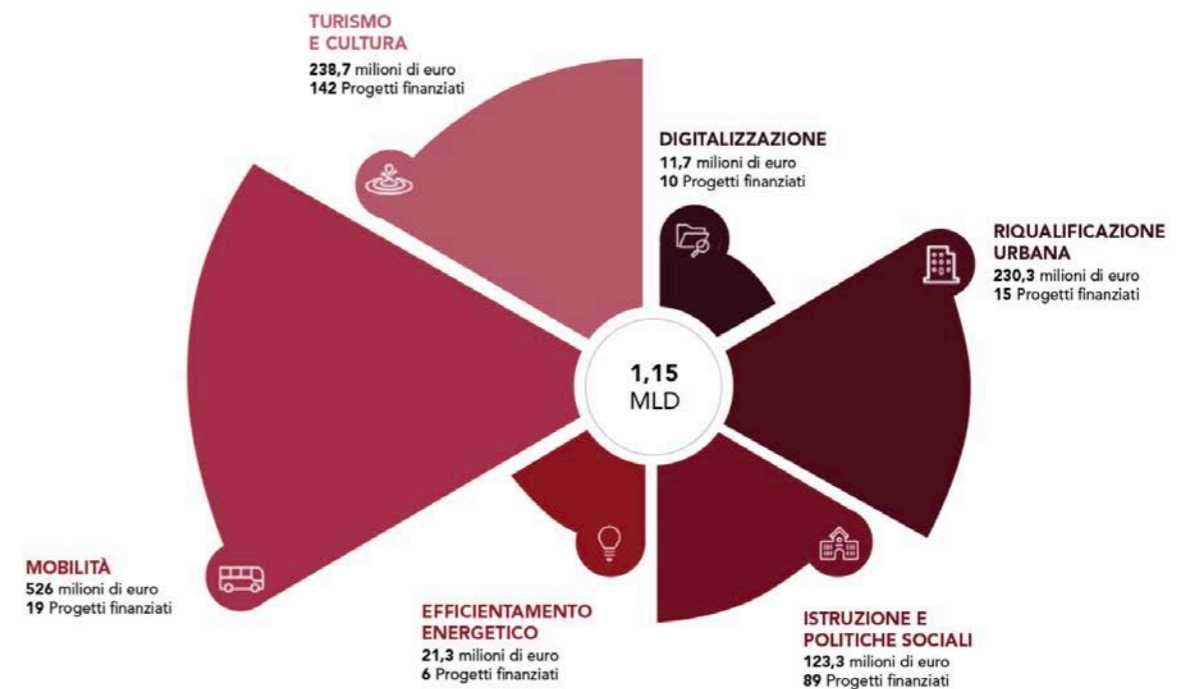 TURISMO
E CULTURA
238,7 milioni di euro
142 Progetti finanziati
DIGITALIZZAZIONE
11,7 milioni di euro
10 Progetti finanziati
RIQUALIFICAZIONE
URBANA
230,3 milioni di euro
15 Progetti finanziati
1,15
MLD
MOBILITÀ
526 milioni di euro
19 Progetti finanziati
EFFICIENTAMENTO
ENERGETICO
21,3 milioni di euro
6 Progetti finanziati
ISTRUZIONE E
POLITICHE SOCIALI
123,3 milioni di euro
89 Progetti finanziati